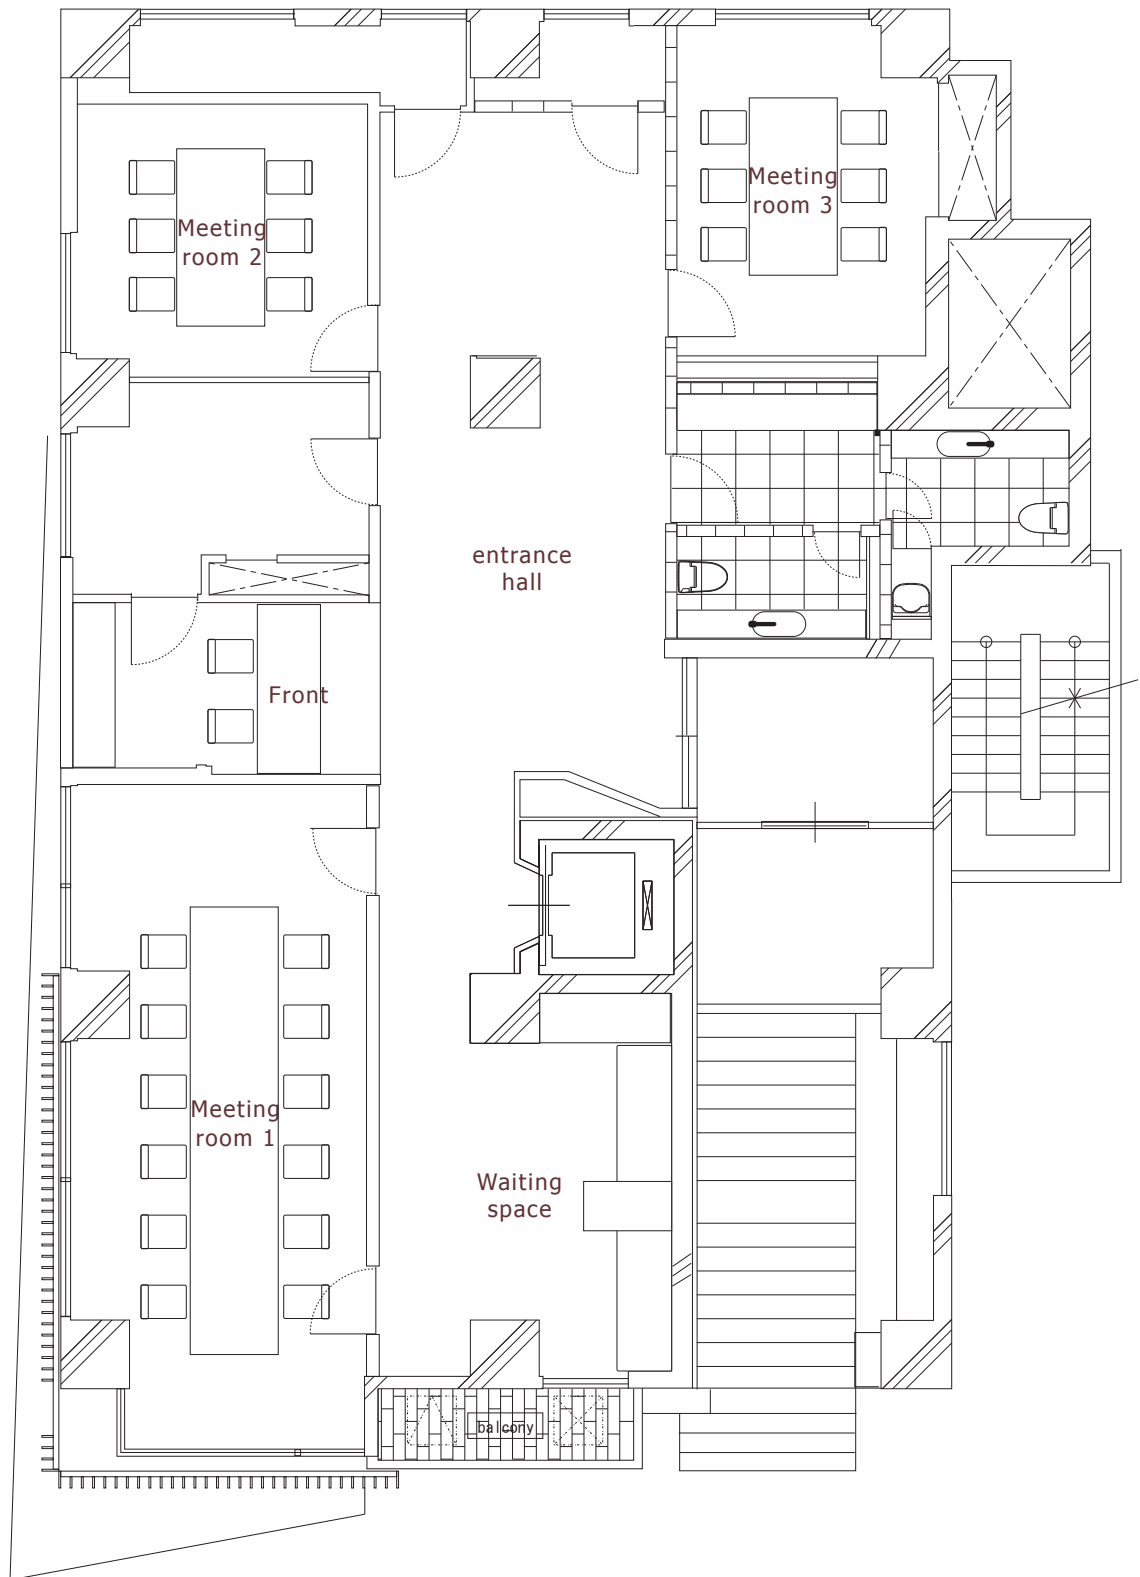 Meeting
room 3
Meeting
room 2
entrance
hall
Front
Meeting
room 1
Waiting
space
balcony